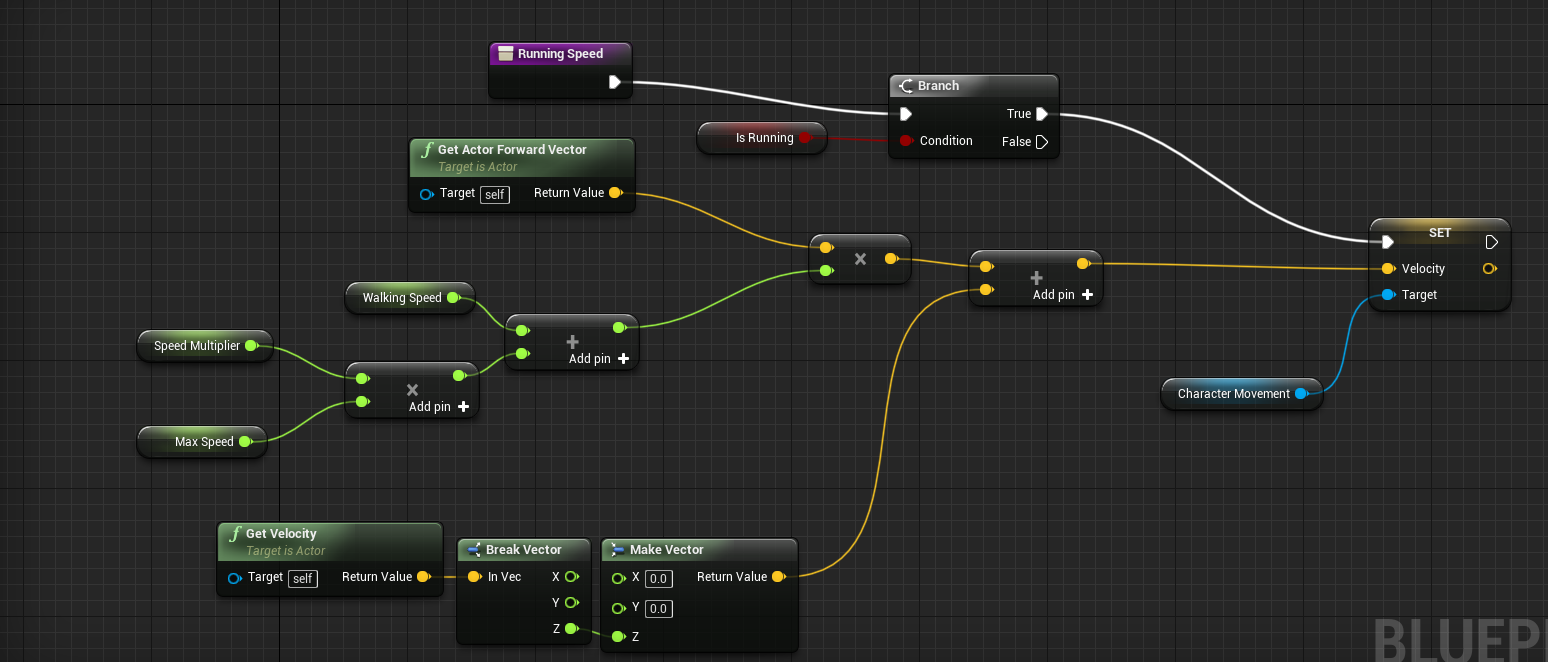 Running Speed
Branch
True
Is Running
Condition
False
Get Actor Forward Vector
Target is Actor
Target self
Return Value
SET
Velocity
Target
Add pin
Walking Speed
Speed Multiplier
Add pin
Character Movement
Add pin
Max Speed
Get Velocity
Target is Actor
Target self
Return Value
Break Vector
In Vec
X
Y
Z
Make Vector
X 0.0
Return Value
Y 0.0
Z
BLUEP